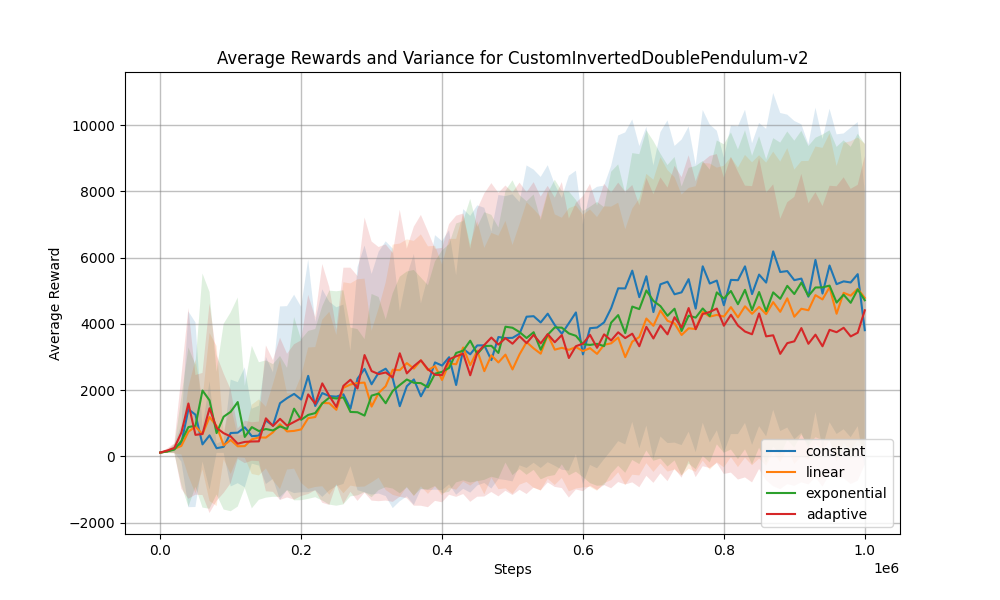 Average Rewards and Variance for CustomInvertedDoublePendulum-v2
Average Reward
10000
8000
6000
4000
2000
0
−2000
0.0
0.2
0.4
0.6
0.8
1.0
1e6
Steps
constant
linear
exponential
adaptive